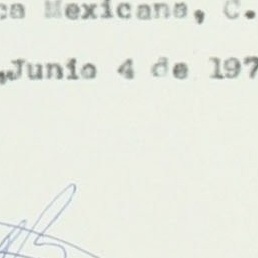 ca Mexicana, C.
,Junio 4 de 197